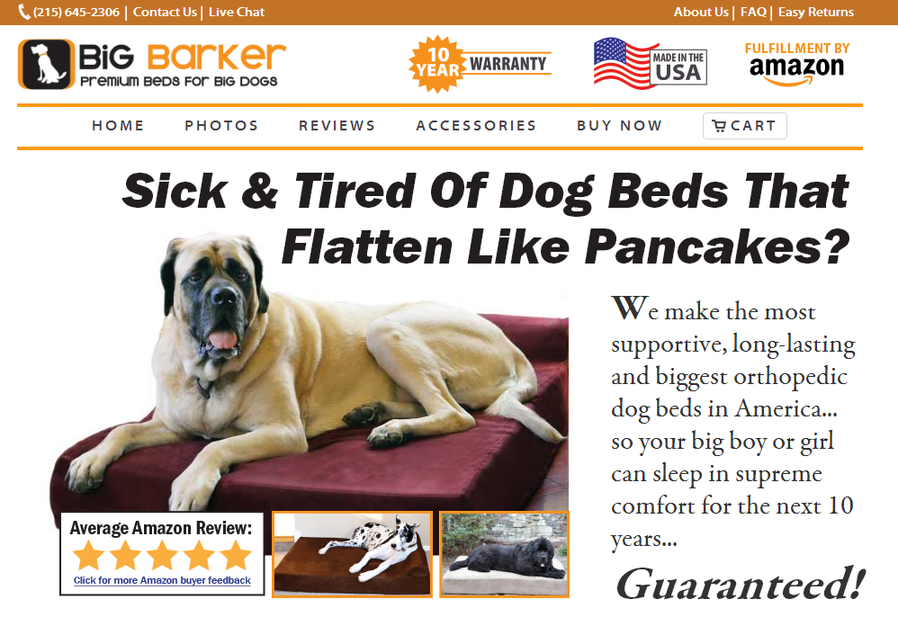 (215) 645-2306 | Contact Us | Live Chat
About Us | FAQ | Easy Returns
BiG BarKer
Premium Beds for Big Dogs
10
YEAR
WARRANTY
MADE IN THE
USA
FULFILLMENT BY
amazon
HOME PHOTOS REVIEWS ACCESSORIES BUY NOW CART
Sick & Tired Of Dog Beds That
Flatten Like Pancakes?
We make the most
supportive, long-lasting
and biggest orthopedic
dog beds in America...
so your big boy or girl
can sleep in supreme
comfort for the next 10
years...
Guaranteed!
Average Amazon Review:
Click for more Amazon buyer feedback